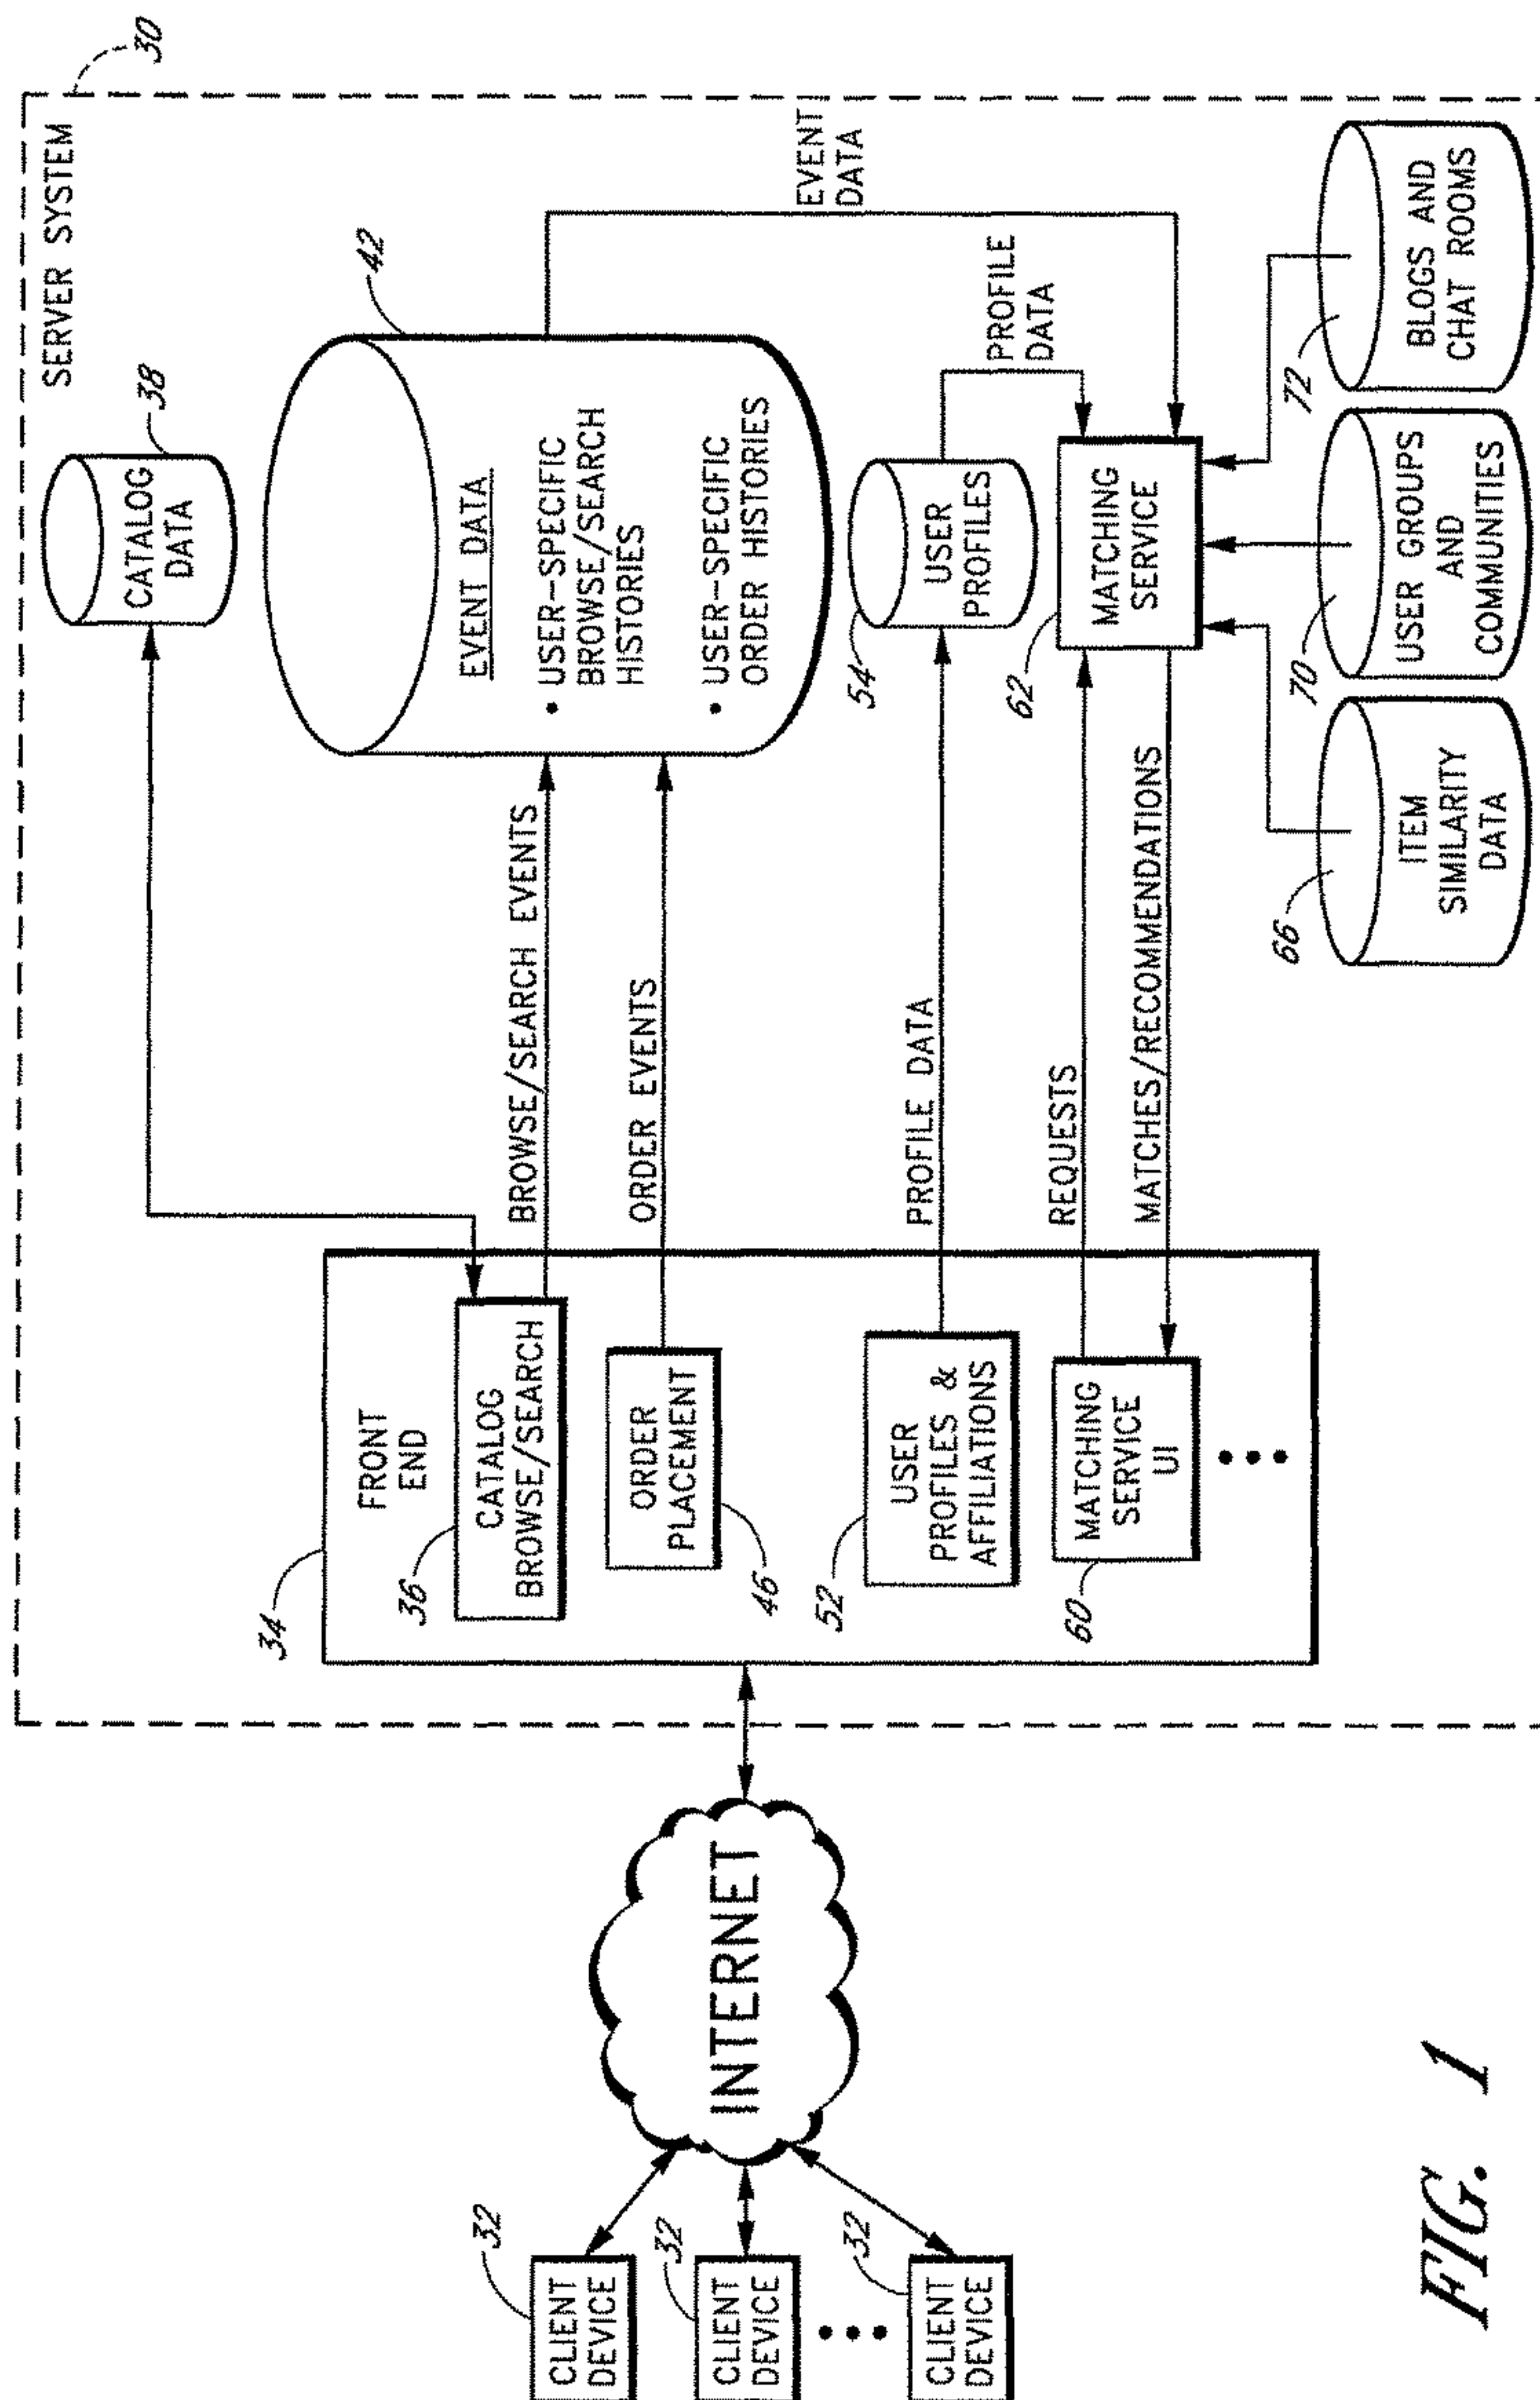 SERVER SYSTEM
30
CATALOG
DATA
38
34
FRONT
END
36
CATALOG
BROWSE/SEARCH
BROWSE/SEARCH EVENTS
42
EVENT DATA
• USER-SPECIFIC
BROWSE/SEARCH
HISTORIES
• USER-SPECIFIC
ORDER HISTORIES
ORDER
PLACEMENT
46
ORDER EVENTS
EVENT
DATA
32
CLIENT
DEVICE
32
CLIENT
DEVICE
32
CLIENT
DEVICE
INTERNET
52
USER
PROFILES &
AFFILIATIONS
PROFILE DATA
54
USER
PROFILES
PROFILE
DATA
60
MATCHING
SERVICE
UI
REQUESTS
MATCHES/RECOMMENDATIONS
62
MATCHING
SERVICE
66
ITEM
SIMILARITY
DATA
70
USER GROUPS
AND
COMMUNITIES
72
BLOGS AND
CHAT ROOMS
FIG. 1